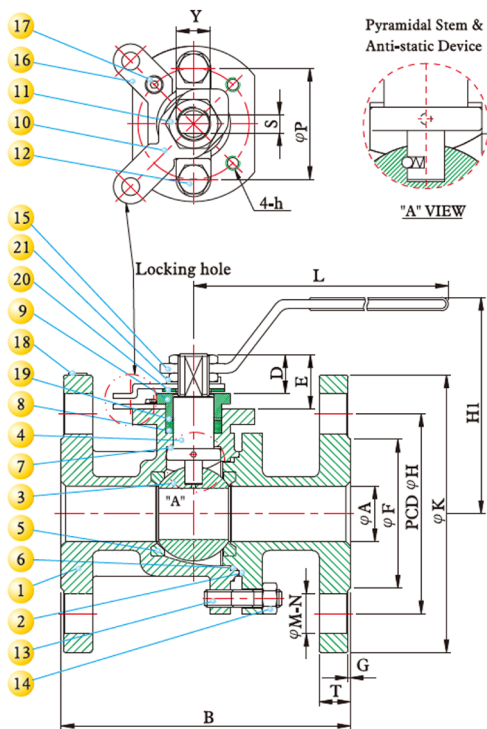 17
16
11
10
12
Y
S
φP
4-h
Pyramidal Stem &
Anti-static Device
"A" VIEW
Locking hole
L
15
21
20
9
18
19
8
4
7
3
5
6
1
2
13
14
D
E
H1
"A"
φA
φF
PCD φH
φK
φM-N
G
T
B